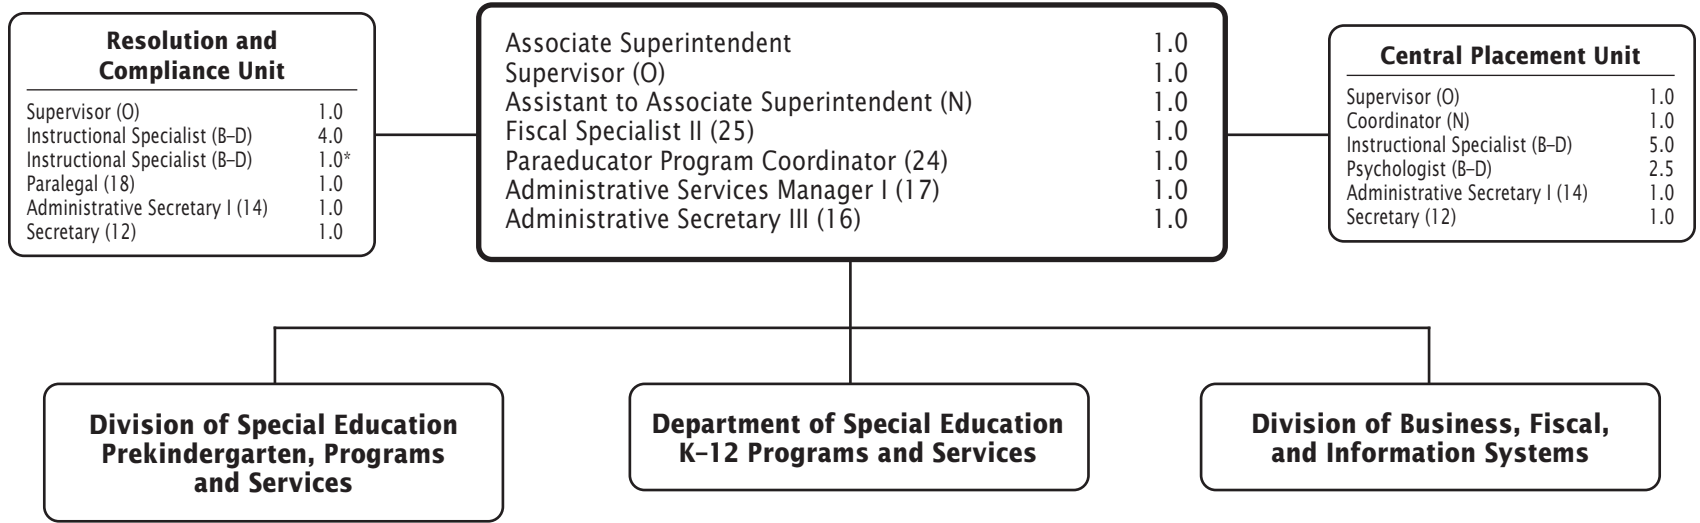 Resolution and
Compliance Unit
Supervisor (O) 1.0
Instructional Specialist (B–D) 4.0
Instructional Specialist (B–D) 1.0*
Paralegal (18) 1.0
Administrative Secretary I (14) 1.0
Secretary (12) 1.0
Associate Superintendent 1.0
Supervisor (O) 1.0
Assistant to Associate Superintendent (N) 1.0
Fiscal Specialist II (25) 1.0
Paraeducator Program Coordinator (24) 1.0
Administrative Services Manager I (17) 1.0
Administrative Secretary III (16) 1.0
Central Placement Unit
Supervisor (O) 1.0
Coordinator (N) 1.0
Instructional Specialist (B–D) 5.0
Psychologist (B–D) 2.5
Administrative Secretary I (14) 1.0
Secretary (12) 1.0
Division of Special Education
Prekindergarten, Programs
and Services
Department of Special Education
K–12 Programs and Services
Division of Business, Fiscal,
and Information Systems